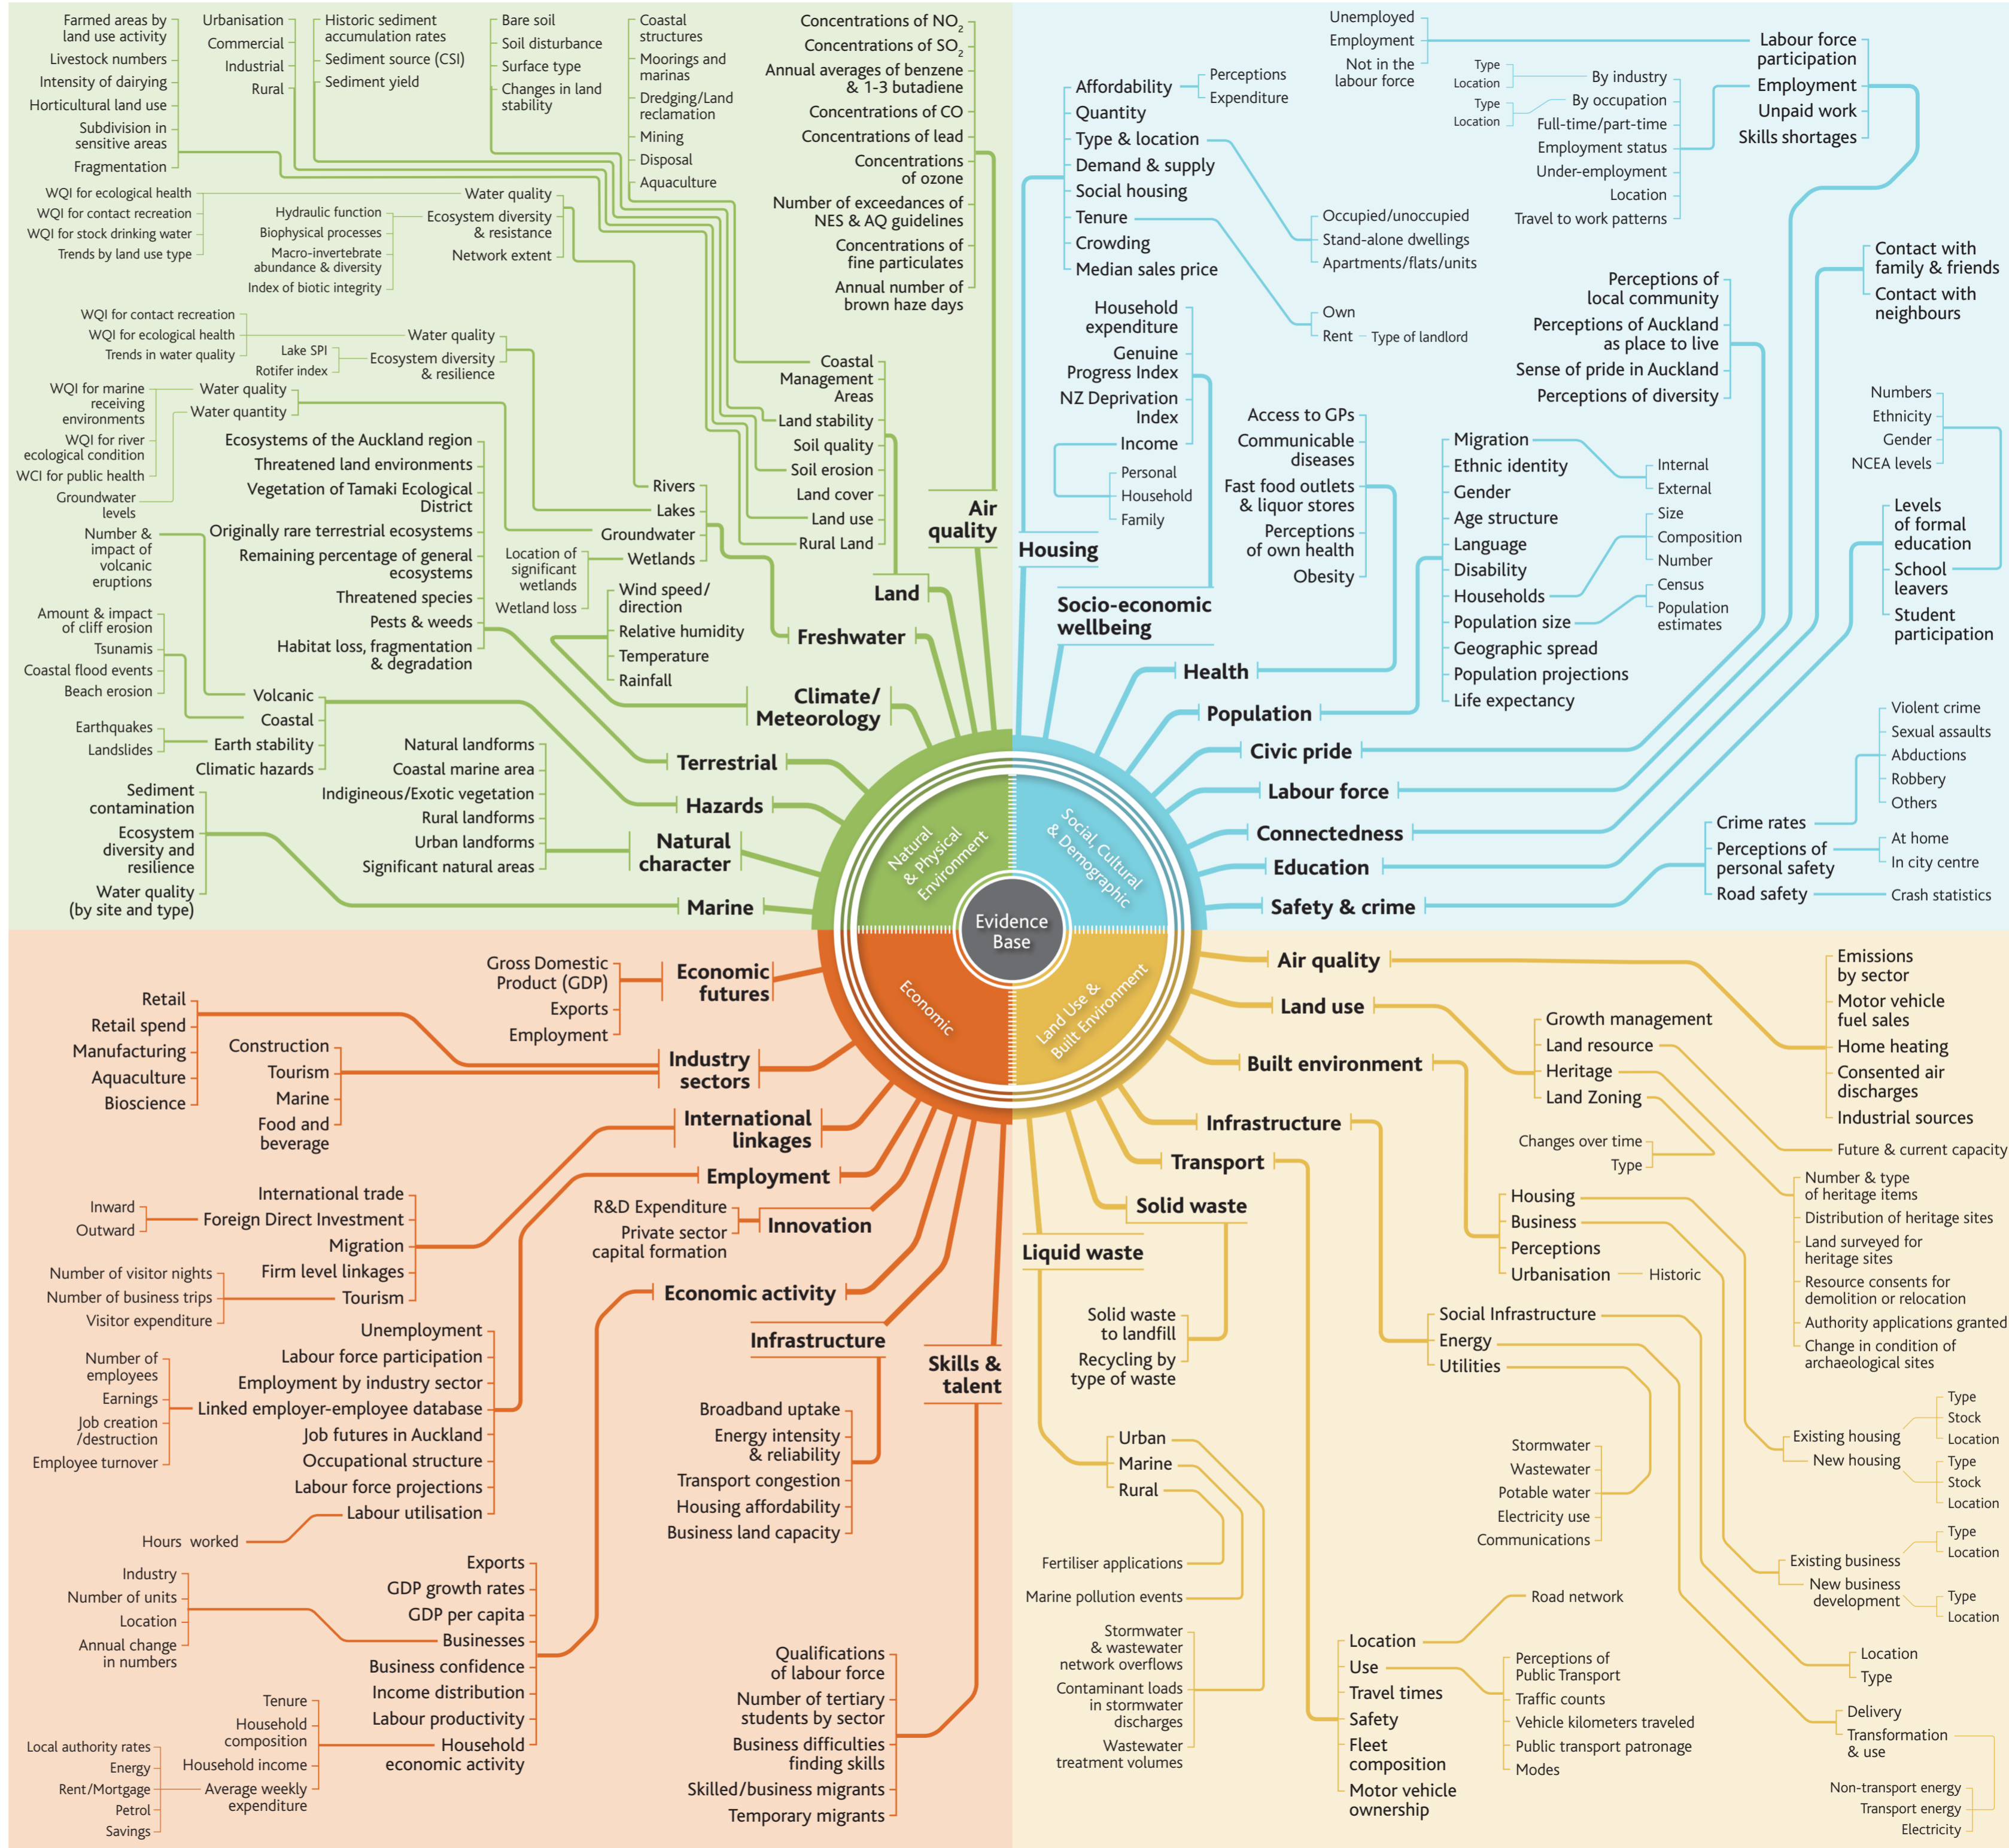 Farmed areas by
land use activity
Livestock numbers
Intensity of dairying
Horticultural land use
Subdivision in
sensitive areas
Fragmentation
Urbanisation
Commercial
Industrial
Rural
Historic sediment
accumulation rates
Sediment source (CSI)
Sediment yield
Bare soil
Soil disturbance
Surface type
Changes in land
stability
Coastal
structures
Moorings and
marinas
Dredging/Land
reclamation
Mining
Disposal
Aquaculture
Concentrations of NO2
Concentrations of SO2
Annual averages of benzene
& 1-3 butadiene
Concentrations of CO
Concentrations of lead
Concentrations
of ozone
Number of exceedances of
NES & AQ guidelines
Concentrations of
fine particulates
Annual number of
brown haze days
WQI for ecological health
WQI for contact recreation
WQI for stock drinking water
Trends by land use type
Hydraulic function
Biophysical processes
Macro-invertebrate
abundance & diversity
Index of biotic integrity
Water quality
Ecosystem diversity
& resistance
Network extent
WQI for contact recreation
WQI for ecological health
Trends in water quality
Lake SPI
Rotifer index
Water quality
Ecosystem diversity
& resilience
WQI for marine
receiving
environments
WQI for river
ecological condition
WCI for public health
Groundwater
levels
Water quality
Water quantity
Coastal
Management
Areas
Land stability
Soil quality
Soil erosion
Land cover
Land use
Rural Land
Air
quality
Land
Ecosystems of the Auckland region
Threatened land environments
Vegetation of Tamaki Ecological
District
Originally rare terrestrial ecosystems
Remaining percentage of general
ecosystems
Threatened species
Pests & weeds
Habitat loss, fragmentation
& degradation
Rivers
Lakes
Groundwater
Wetlands
Location of
significant
wetlands
Wetland loss
Freshwater
Wind speed/
direction
Relative humidity
Temperature
Rainfall
Climate/
Meteorology
Number &
impact of
volcanic
eruptions
Amount & impact
of cliff erosion
Tsunamis
Coastal flood events
Beach erosion
Earthquakes
Landslides
Volcanic
Coastal
Earth stability
Climatic hazards
Terrestrial
Hazards
Natural landforms
Coastal marine area
Indigineous/Exotic vegetation
Rural landforms
Urban landforms
Significant natural areas
Natural
character
Sediment
contamination
Ecosystem
diversity and
resilience
Water quality
(by site and type)
Marine
Natural
& Physical
Environment
Social, Cultural
& Demographic
Evidence
Base
Economic
Land Use &
Built Environment
Affordability
Quantity
Type & location
Demand & supply
Social housing
Tenure
Crowding
Median sales price
Perceptions
Expenditure
Occupied/unoccupied
Stand-alone dwellings
Apartments/flats/units
Own
Rent
Type of landlord
Housing
Household
expenditure
Genuine
Progress Index
NZ Deprivation
Index
Income
Personal
Household
Family
Socio-economic
wellbeing
Access to GPs
Communicable
diseases
Fast food outlets
& liquor stores
Perceptions
of own health
Obesity
Health
Migration
Ethnic identity
Gender
Age structure
Language
Disability
Households
Population size
Geographic spread
Population projections
Life expectancy
Internal
External
Size
Composition
Number
Census
Population
estimates
Population
Perceptions of
local community
Perceptions of Auckland
as place to live
Sense of pride in Auckland
Perceptions of diversity
Civic pride
Unemployed
Employment
Not in the
labour force
Type
Location
Type
Location
By industry
By occupation
Full-time/part-time
Employment status
Under-employment
Location
Travel to work patterns
Labour force
participation
Employment
Unpaid work
Skills shortages
Labour force
Contact with
family & friends
Contact with
neighbours
Connectedness
Numbers
Ethnicity
Gender
NCEA levels
Levels
of formal
education
School
leavers
Student
participation
Education
Violent crime
Sexual assaults
Abductions
Robbery
Others
Crime rates
Perceptions of
personal safety
Road safety
At home
In city centre
Crash statistics
Safety & crime
Gross Domestic
Product (GDP)
Exports
Employment
Economic
futures
Retail
Retail spend
Manufacturing
Aquaculture
Bioscience
Construction
Tourism
Marine
Food and
beverage
Industry
sectors
International
linkages
Inward
Outward
Number of visitor nights
Number of business trips
Visitor expenditure
International trade
Foreign Direct Investment
Migration
Firm level linkages
Tourism
Employment
Unemployment
Labour force participation
Employment by industry sector
Linked employer-employee database
Job futures in Auckland
Occupational structure
Labour force projections
Labour utilisation
Number of
employees
Earnings
Job creation
/destruction
Employee turnover
Hours worked
R&D Expenditure
Private sector
capital formation
Innovation
Economic activity
Exports
GDP growth rates
GDP per capita
Businesses
Business confidence
Income distribution
Labour productivity
Household
economic activity
Industry
Number of units
Location
Annual change
in numbers
Tenure
Household
composition
Household income
Average weekly
expenditure
Local authority rates
Energy
Rent/Mortgage
Petrol
Savings
Infrastructure
Broadband uptake
Energy intensity
& reliability
Transport congestion
Housing affordability
Business land capacity
Skills &
talent
Qualifications
of labour force
Number of tertiary
students by sector
Business difficulties
finding skills
Skilled/business migrants
Temporary migrants
Air quality
Emissions
by sector
Motor vehicle
fuel sales
Home heating
Consented air
discharges
Industrial sources
Land use
Growth management
Land resource
Heritage
Land Zoning
Changes over time
Type
Future & current capacity
Number & type
of heritage items
Distribution of heritage sites
Land surveyed for
heritage sites
Resource consents for
demolition or relocation
Authority applications granted
Change in condition of
archaeological sites
Built environment
Housing
Business
Perceptions
Urbanisation
Historic
Existing housing
New housing
Type
Stock
Location
Type
Stock
Location
Existing business
New business
development
Type
Location
Type
Location
Infrastructure
Social Infrastructure
Energy
Utilities
Stormwater
Wastewater
Potable water
Electricity use
Communications
Location
Type
Delivery
Transformation
& use
Non-transport energy
Transport energy
Electricity
Transport
Location
Use
Travel times
Safety
Fleet
composition
Motor vehicle
ownership
Road network
Perceptions of
Public Transport
Traffic counts
Vehicle kilometers traveled
Public transport patronage
Modes
Solid waste
Solid waste
to landfill
Recycling by
type of waste
Liquid waste
Urban
Marine
Rural
Fertiliser applications
Marine pollution events
Stormwater
& wastewater
network overflows
Contaminant loads
in stormwater
discharges
Wastewater
treatment volumes